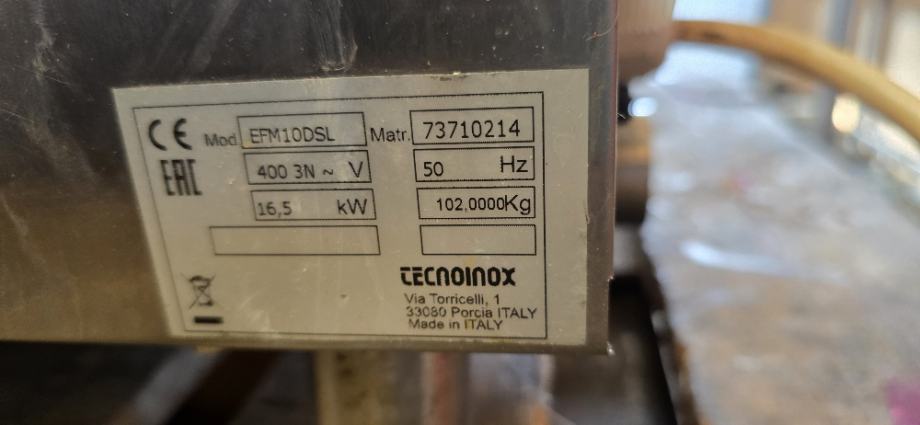 CE Mod. EFM10DSL Matr. 73710214
EAC 400 3N ~ V 50 Hz
16,5 kW 102,0000Kg
TECNOINOX
Via Torricelli, 1
33080 Porcia ITALY
Made in ITALY